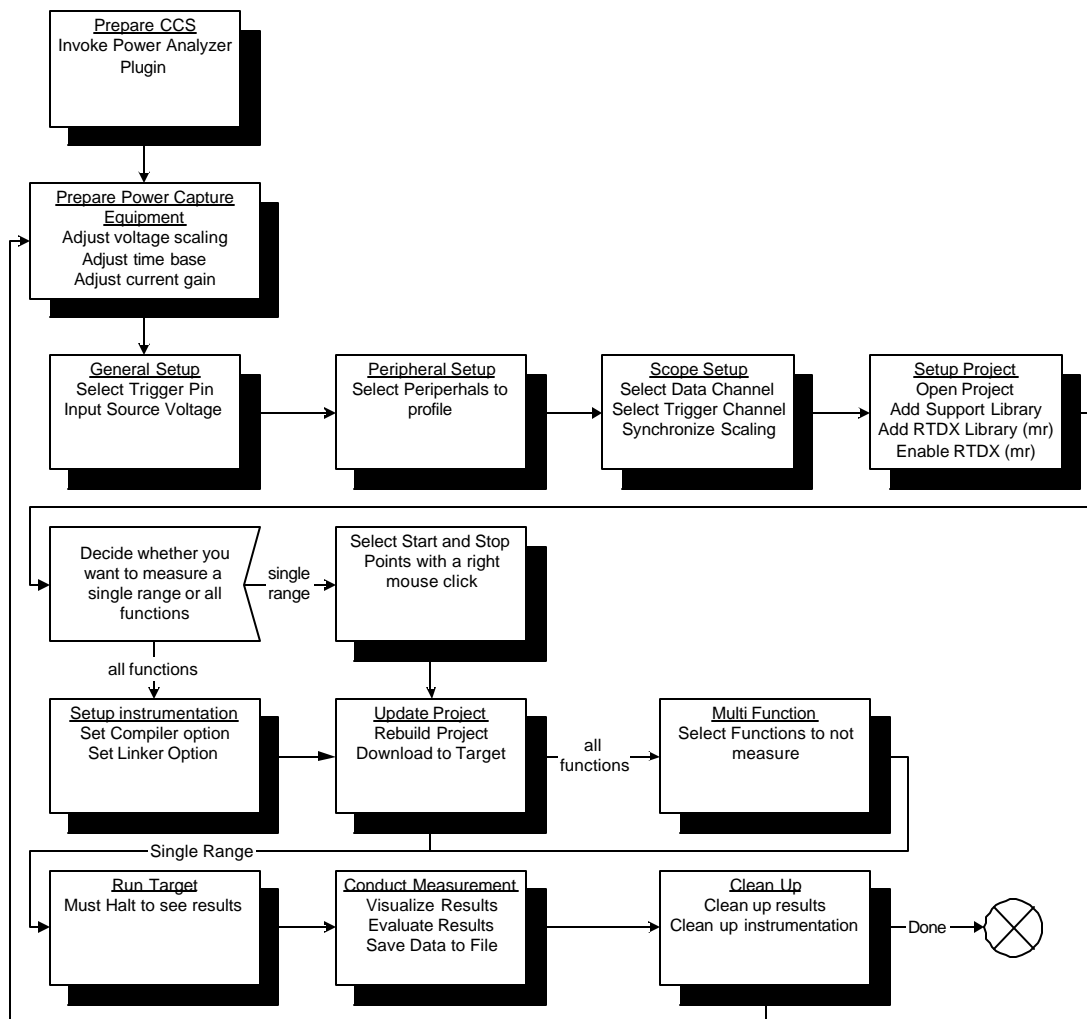 Prepare CCS
Invoke Power Analyzer
Plugin
Prepare Power Capture
Equipment
Adjust voltage scaling
Adjust time base
Adjust current gain
General Setup
Select Trigger Pin
Input Source Voltage
Peripheral Setup
Select Periperhals to
profile
Scope Setup
Select Data Channel
Select Trigger Channel
Synchronize Scaling
Setup Project
Open Project
Add Support Library
Add RTDX Library (mr)
Enable RTDX (mr)
Decide whether you
want to measure a
single range or all
functions
single
range
Select Start and Stop
Points with a right
mouse click
all functions
Setup instrumentation
Set Compiler option
Set Linker Option
Update Project
Rebuild Project
Download to Target
all
functions
Multi Function
Select Functions to not
measure
Single Range
Run Target
Must Halt to see results
Conduct Measurement
Visualize Results
Evaluate Results
Save Data to File
Clean Up
Clean up results
Clean up instrumentation
Done